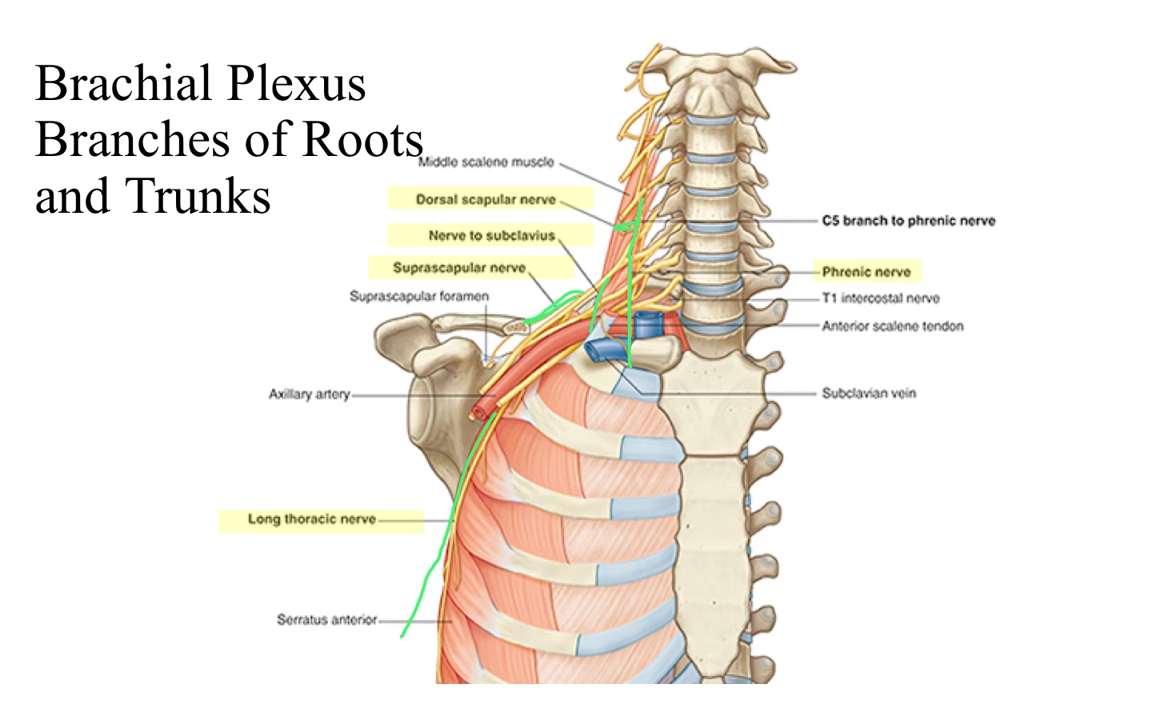 Brachial Plexus
Branches of Roots
and Trunks
Middle scalene muscle
Dorsal scapular nerve
Nerve to subclavius
Suprascapular nerve
Suprascapular foramen
Axillary artery
Long thoracic nerve
Serratus anterior
C5 branch to phrenic nerve
Phrenic nerve
T1 intercostal nerve
Anterior scalene tendon
Subclavian vein